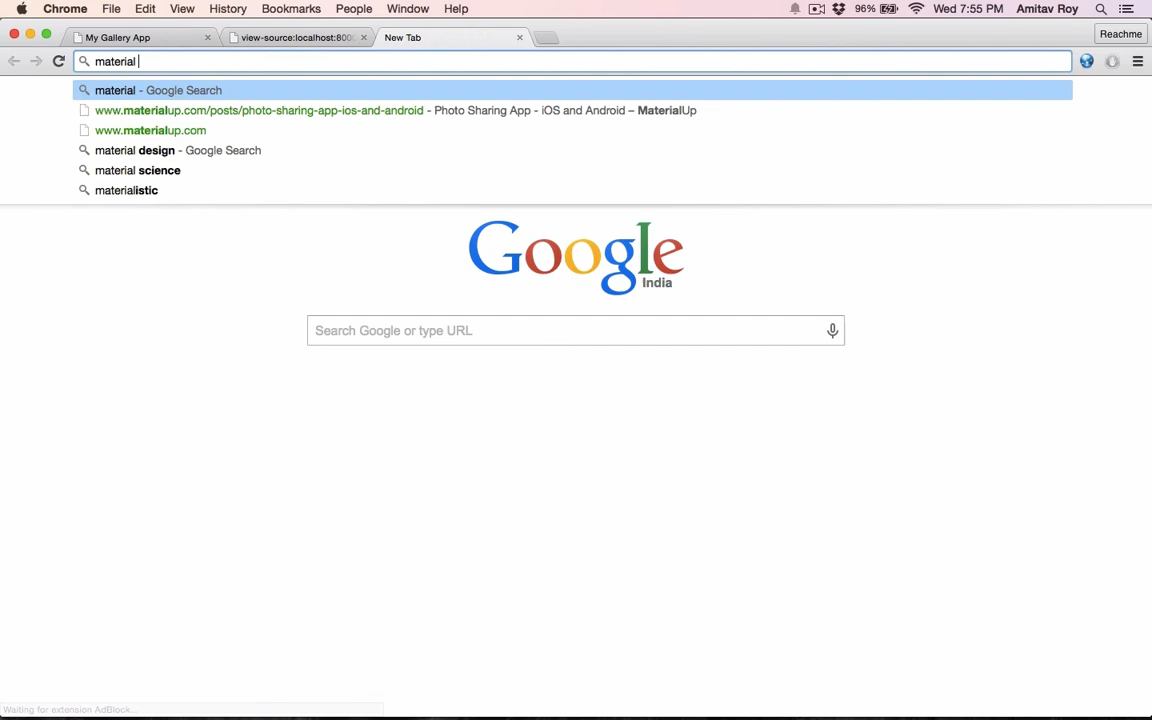 Chrome File Edit View History Bookmarks People Window Help 96% Wed 7:55 PM Amitav Roy
My Gallery App view-source:localhost:800 New Tab Reachme
material
material - Google Search
www.materialup.com/posts/photo-sharing-app-ios-and-android - Photo Sharing App - iOS and Android – MaterialUp
www.materialup.com
material design - Google Search
material science
materialistic
Google
India
Search Google or type URL
Waiting for extension AdBlock...